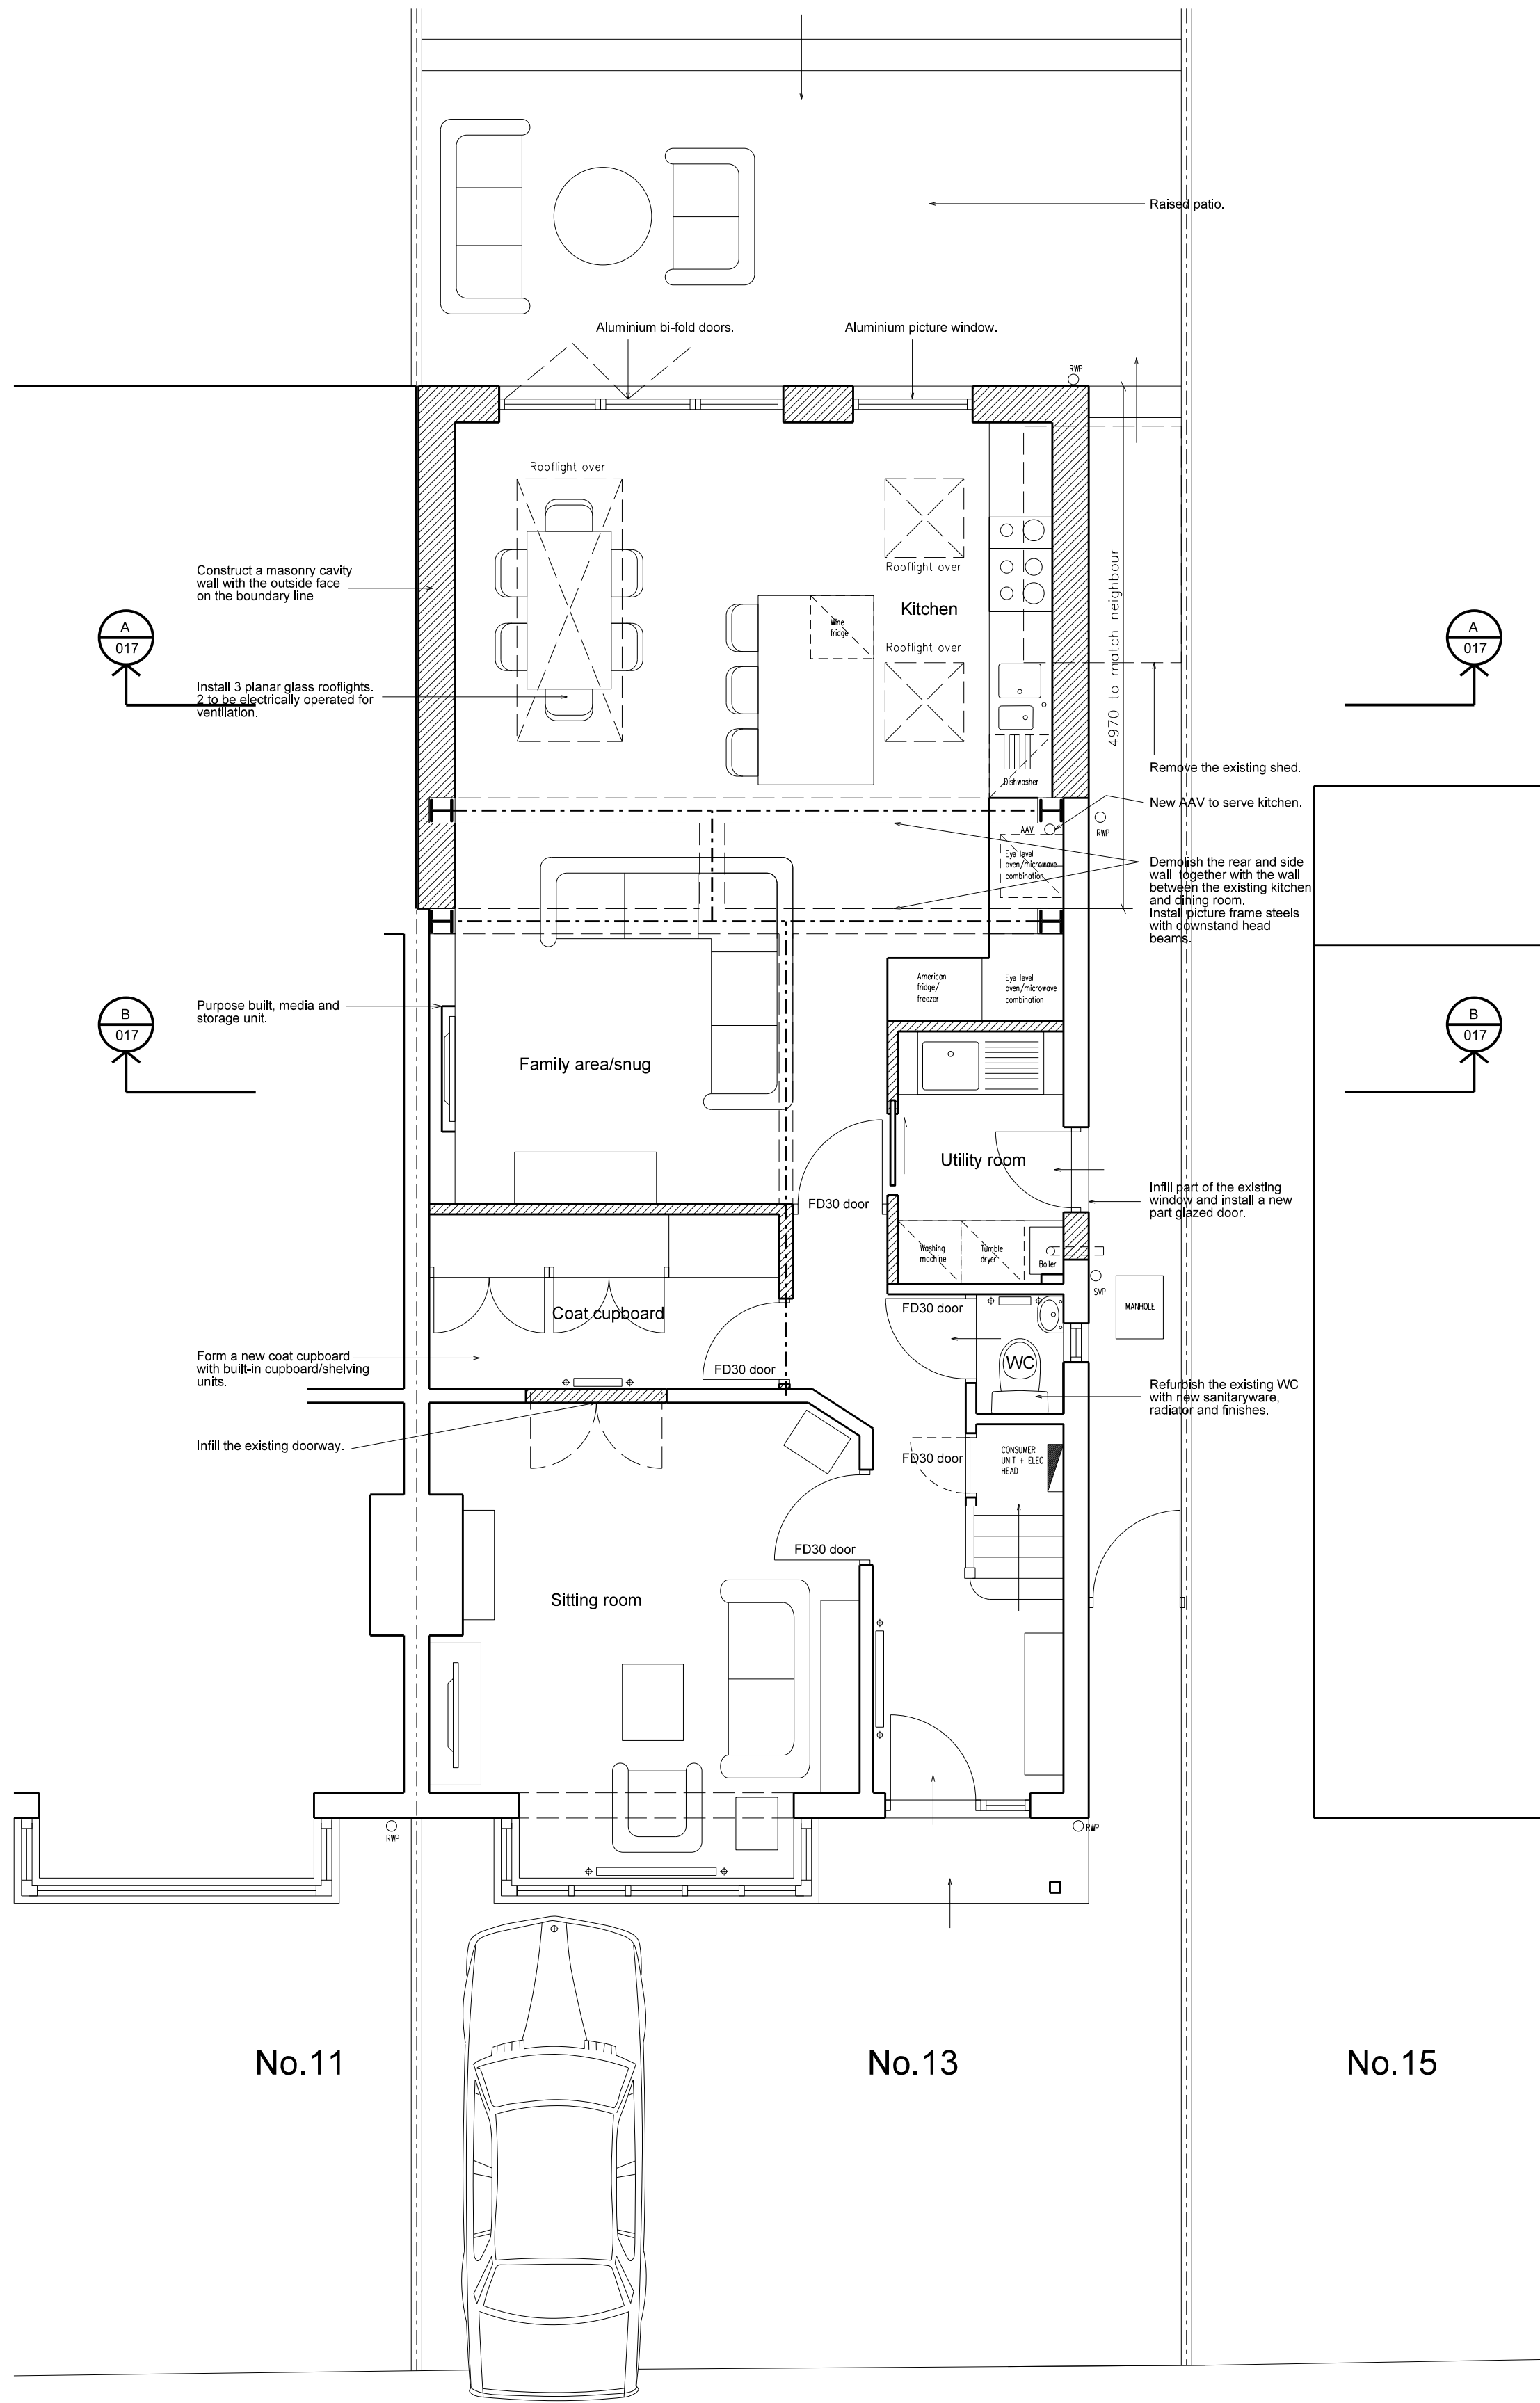 Raised patio.
Aluminium bi-fold doors.
Aluminium picture window.
RWP
Rooflight over
Rooflight over
Construct a masonry cavity
wall with the outside face
on the boundary line
4970 to match neighbour
Kitchen
Wine
fridge
A
017
A
017
Rooflight over
Install 3 planar glass rooflights.
2 to be electrically operated for
ventilation.
Remove the existing shed.
Dishwasher
New AAV to serve kitchen.
AAV
RWP
Eye level
oven/microwave
combination
Demolish the rear and side
wall together with the wall
between the existing kitchen
and dining room.
Install picture frame steels
with downstand head
beams.
American
fridge/
freezer
Eye level
oven/microwave
combination
Purpose built, media and
storage unit.
B
017
B
017
Family area/snug
Utility room
Infill part of the existing
window and install a new
part glazed door.
FD30 door
Washing
machine
Tumble
dryer
Boiler
SVP
MANHOLE
Coat cupboard
FD30 door
Form a new coat cupboard
with built-in cupboard/shelving
units.
FD30 door
WC
Refurbish the existing WC
with new sanitaryware,
radiator and finishes.
Infill the existing doorway.
FD30 door
CONSUMER
UNIT + ELEC
HEAD
FD30 door
Sitting room
RWP
RWP
No.11
No.13
No.15